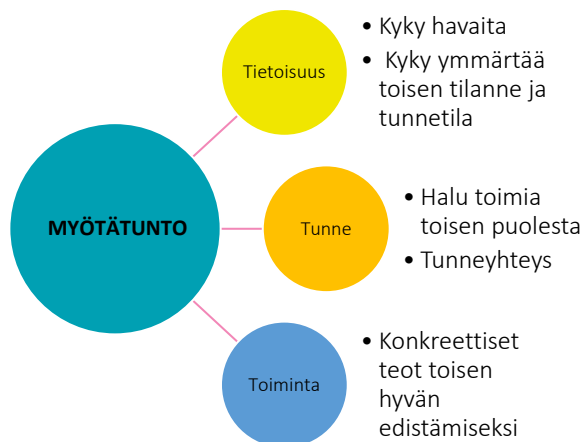 MYÖTÄTUNTO
Tietoisuus
• Kyky havaita
• Kyky ymmärtää
toisen tilanne ja
tunnetila
Tunne
• Halu toimia
toisen puolesta
• Tunneyhteys
Toiminta
• Konkreettiset
teot toisen
hyvän
edistämiseksi